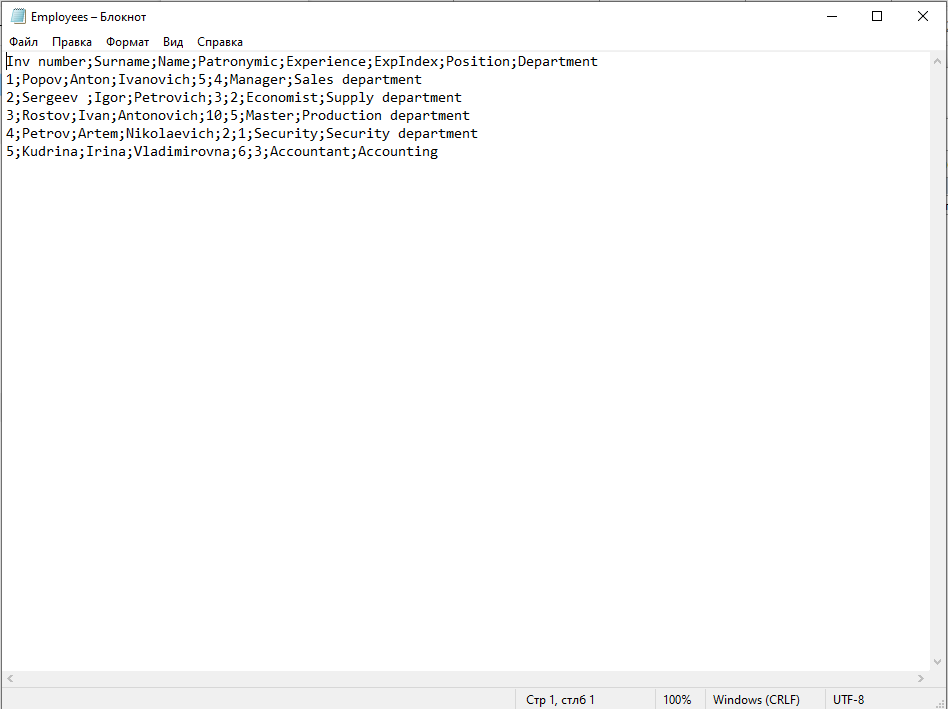 Employees – Блокнот
Файл Правка Формат Вид Справка
Inv number;Surname;Name;Patronymic;Experience;ExpIndex;Position;Department
1;Popov;Anton;Ivanovich;5;4;Manager;Sales department
2;Sergeev ;Igor;Petrovich;3;2;Economist;Supply department
3;Rostov;Ivan;Antonovich;10;5;Master;Production department
4;Petrov;Artem;Nikolaevich;2;1;Security;Security department
5;Kudrina;Irina;Vladimirovna;6;3;Accountant;Accounting
Стр 1, стлб 1 100% Windows (CRLF) UTF-8